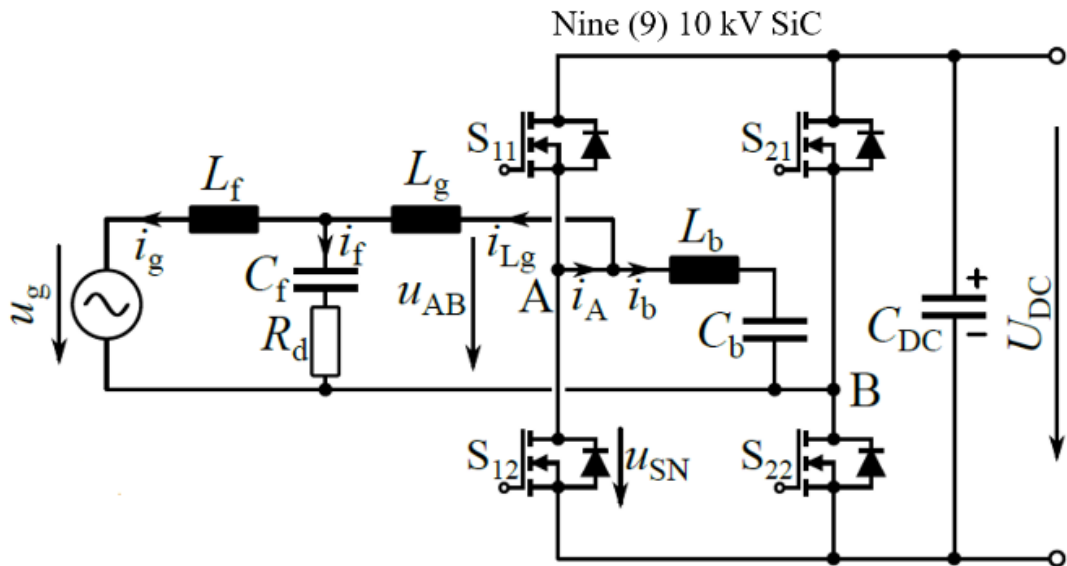 Nine (9) 10 kV SiC
S11
S21
Lf
Lg
Lb
ig
if
iLg
ug
Cf
uAB
A
iA
ib
Rd
Cb
CDC
+
−
UDC
B
S12
uSN
S22